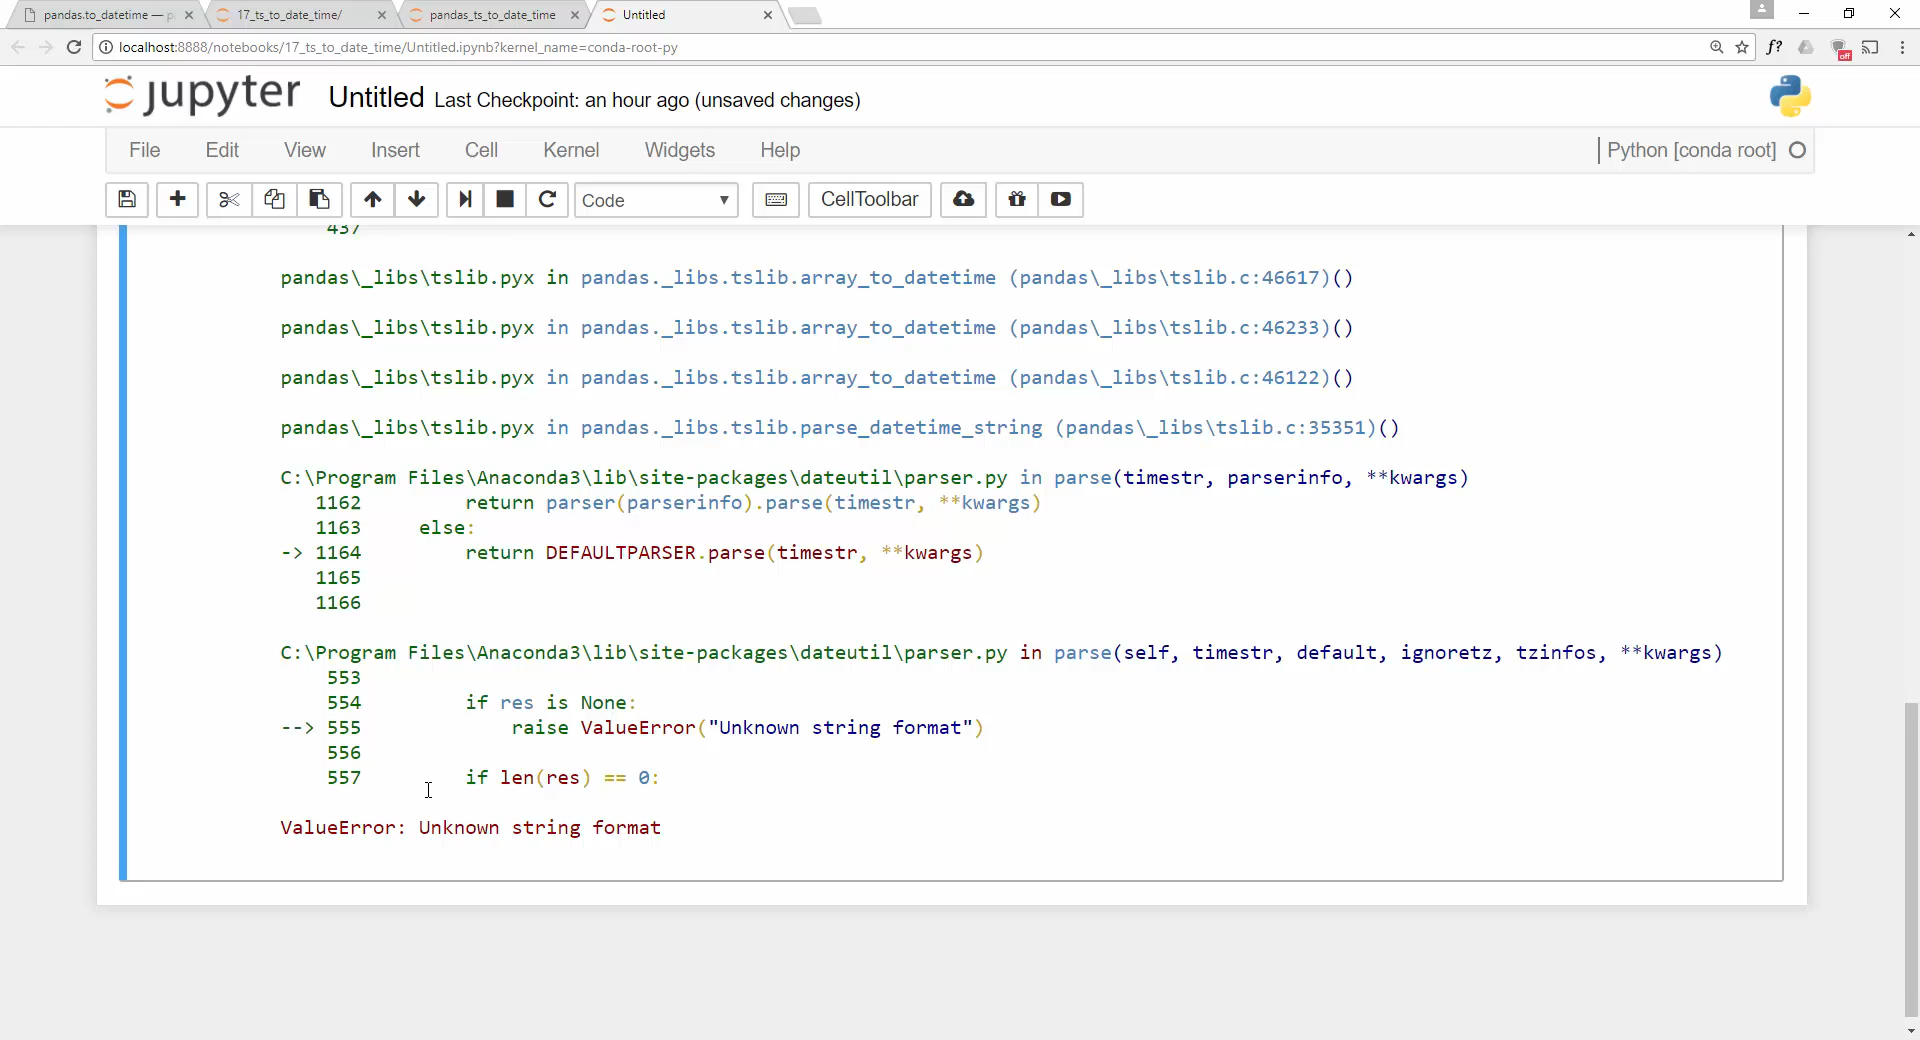 pandas.to_datetime — p
17_ts_to_date_time/
pandas_ts_to_date_time
Untitled
localhost:8888/notebooks/17_ts_to_date_time/Untitled.ipynb?kernel_name=conda-root-py
f?
off
jupyter Untitled Last Checkpoint: an hour ago (unsaved changes)
File Edit View Insert Cell Kernel Widgets Help Python [conda root]
Code CellToolbar
437
pandas\_libs\tslib.pyx in pandas._libs.tslib.array_to_datetime (pandas\_libs\tslib.c:46617)()
pandas\_libs\tslib.pyx in pandas._libs.tslib.array_to_datetime (pandas\_libs\tslib.c:46233)()
pandas\_libs\tslib.pyx in pandas._libs.tslib.array_to_datetime (pandas\_libs\tslib.c:46122)()
pandas\_libs\tslib.pyx in pandas._libs.tslib.parse_datetime_string (pandas\_libs\tslib.c:35351)()
C:\Program Files\Anaconda3\lib\site-packages\dateutil\parser.py in parse(timestr, parserinfo, **kwargs)
1162 return parser(parserinfo).parse(timestr, **kwargs)
1163 else:
-> 1164 return DEFAULTPARSER.parse(timestr, **kwargs)
1165
1166
C:\Program Files\Anaconda3\lib\site-packages\dateutil\parser.py in parse(self, timestr, default, ignoretz, tzinfos, **kwargs)
553
554 if res is None:
--> 555 raise ValueError("Unknown string format")
556
557 if len(res) == 0:
ValueError: Unknown string format